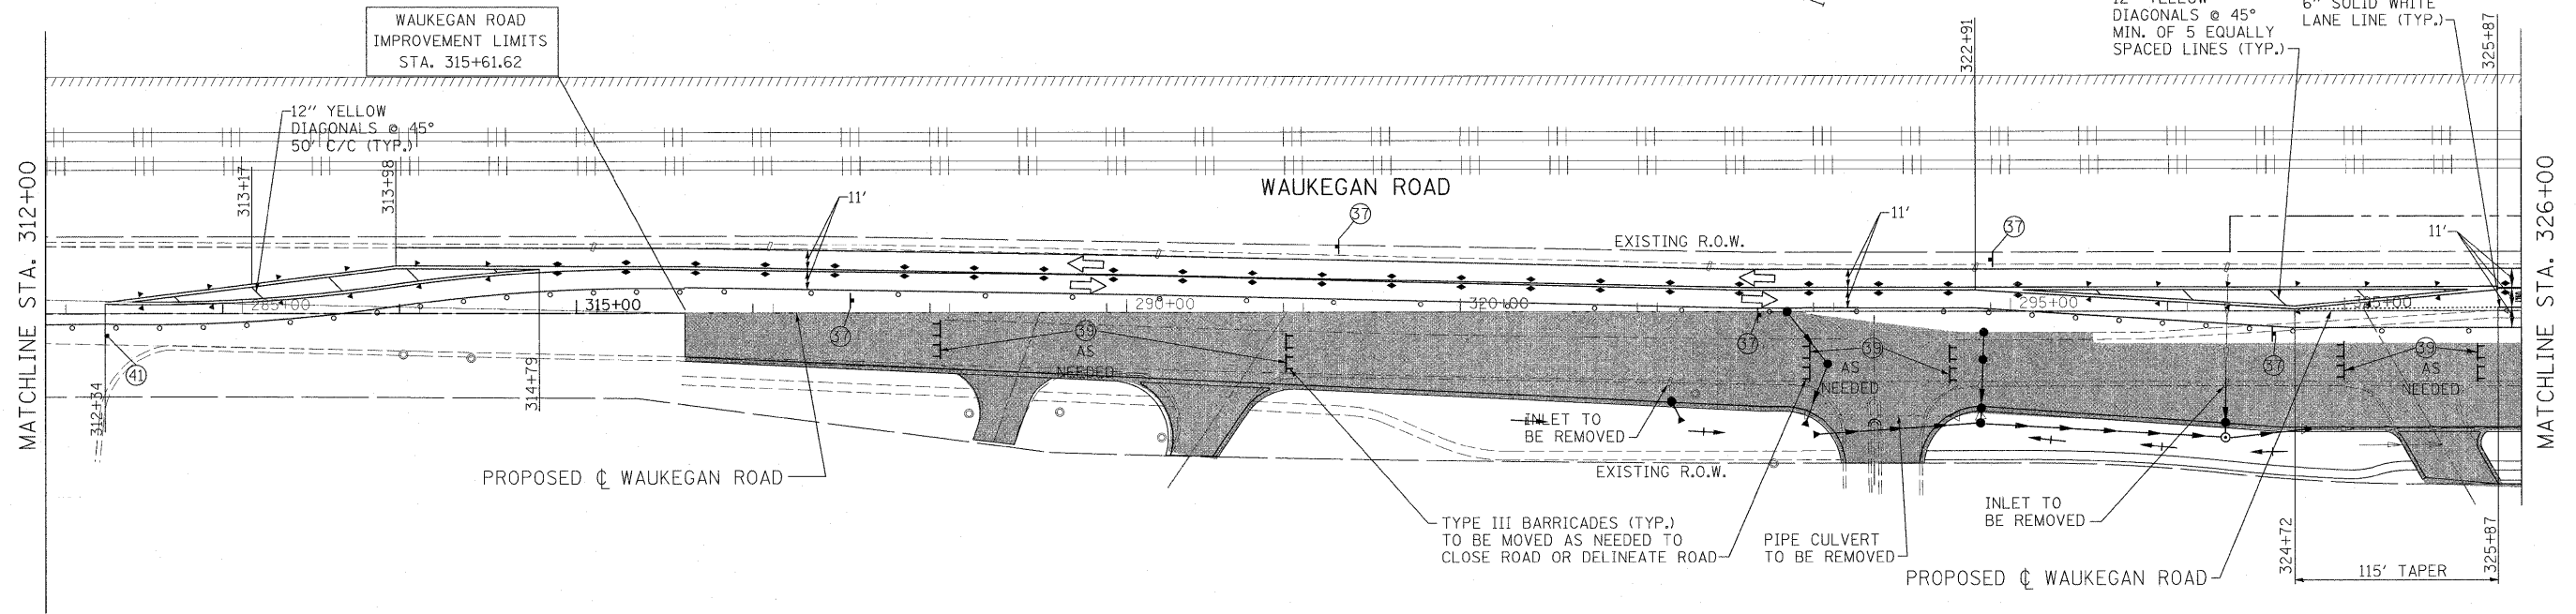 WAUKEGAN ROAD
IMPROVEMENT LIMITS
STA. 315+61.62
12" YELLOW
DIAGONALS @ 45°
MIN. OF 5 EQUALLY
SPACED LINES (TYP.)
6" SOLID WHITE
LANE LINE (TYP.)
322+91
325+87
12" YELLOW
DIAGONALS @ 45°
50' C/C (TYP.)
MATCHLINE STA. 312+00
313+17
313+98
11'
WAUKEGAN ROAD
37
EXISTING R.O.W.
11'
37
11'
MATCHLINE STA. 326+00
285+00
315+00
290+00
320+00
295+00
325+00
37
39
AS
NEEDED
37
39
AS
NEEDED
37
39
AS
NEEDED
41
312+34
314+79
INLET TO
BE REMOVED
EXISTING R.O.W.
PROPOSED ℄ WAUKEGAN ROAD
TYPE III BARRICADES (TYP.)
TO BE MOVED AS NEEDED TO
CLOSE ROAD OR DELINEATE ROAD
PIPE CULVERT
TO BE REMOVED
INLET TO
BE REMOVED
PROPOSED ℄ WAUKEGAN ROAD
324+72
115' TAPER
325+87